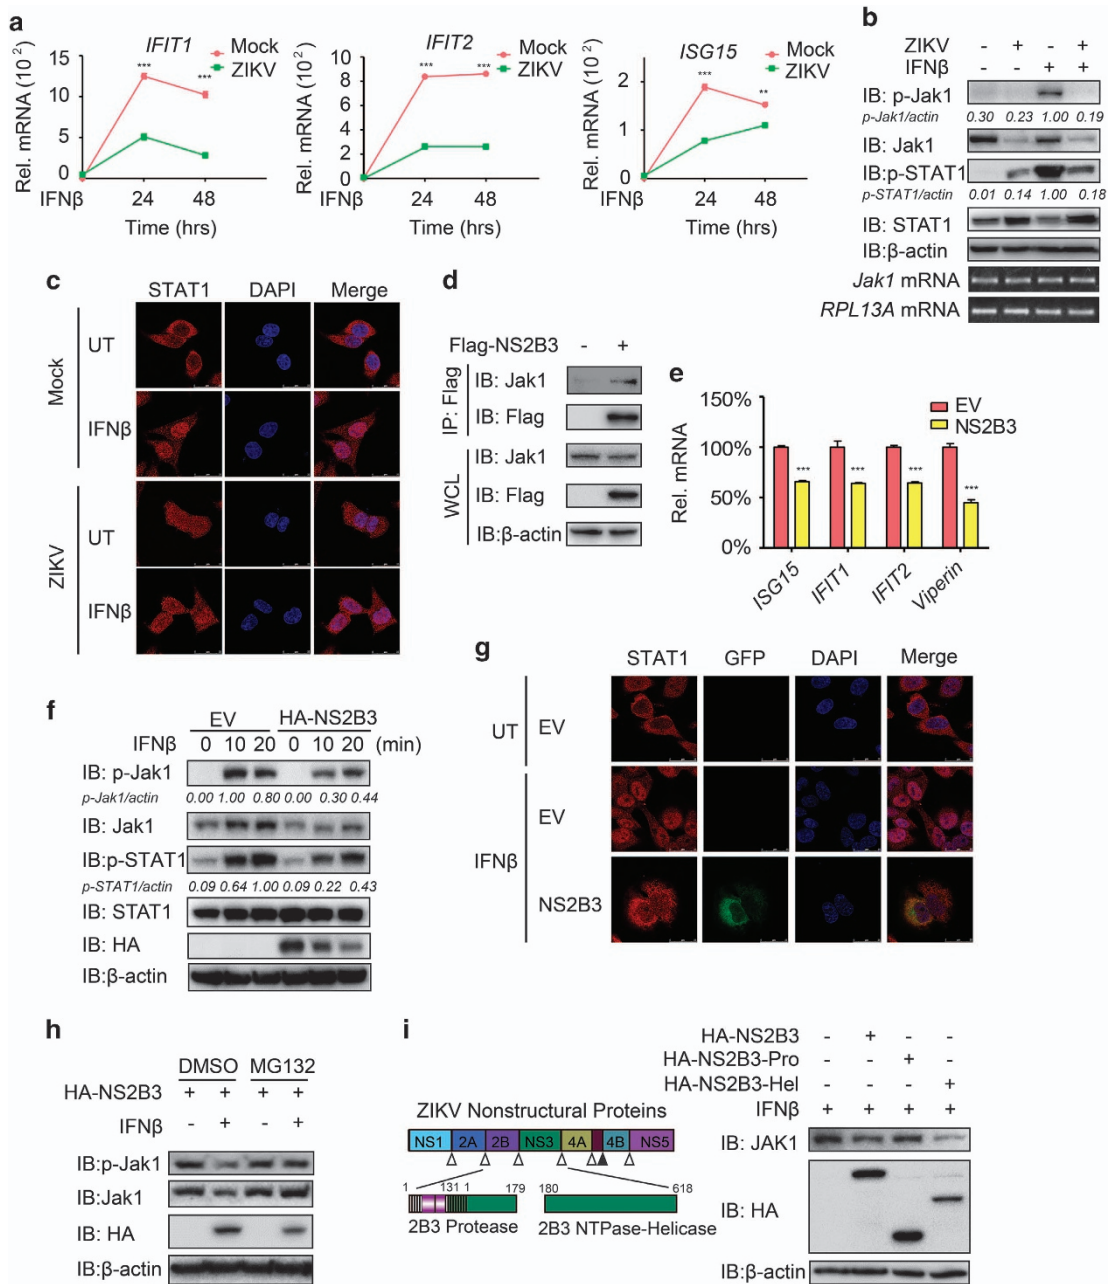 a
IFIT1
Mock
ZIKV
Rel. mRNA (10²)
15
10
5
0
IFNβ 24 48
Time (hrs)
IFIT2
Mock
ZIKV
Rel. mRNA (10²)
10
8
6
4
2
0
IFNβ 24 48
Time (hrs)
ISG15
Mock
ZIKV
Rel. mRNA (10²)
2
1
0
IFNβ 24 48
Time (hrs)
*** *** *** *** *** **
b
ZIKV - + - +
IFNβ - - + +
IB: p-Jak1
p-Jak1/actin 0.30 0.23 1.00 0.19
IB: Jak1
IB:p-STAT1
p-STAT1/actin 0.01 0.14 1.00 0.18
IB: STAT1
IB:β-actin
Jak1 mRNA
RPL13A mRNA
c
STAT1 DAPI Merge
Mock
UT
IFNβ
ZIKV
UT
IFNβ
d
Flag-NS2B3 - +
IP: Flag
IB: Jak1
IB: Flag
WCL
IB: Jak1
IB: Flag
IB:β-actin
e
Rel. mRNA
150%
100%
50%
0%
EV
NS2B3
*** *** *** ***
ISG15 IFIT1 IFIT2 Viperin
f
EV HA-NS2B3
IFNβ 0 10 20 0 10 20 (min)
IB: p-Jak1
p-Jak1/actin 0.00 1.00 0.80 0.00 0.30 0.44
IB: Jak1
IB:p-STAT1
p-STAT1/actin 0.09 0.64 1.00 0.09 0.22 0.43
IB: STAT1
IB: HA
IB:β-actin
g
STAT1 GFP DAPI Merge
UT EV
IFNβ
EV
NS2B3
h
DMSO MG132
HA-NS2B3 + + + +
IFNβ - + - +
IB:p-Jak1
IB:Jak1
IB: HA
IB:β-actin
i
ZIKV Nonstructural Proteins
NS1 2A 2B NS3 4A 4B NS5
1 131 1 179 180 618
2B3 Protease 2B3 NTPase-Helicase
HA-NS2B3 - + - -
HA-NS2B3-Pro - - + -
HA-NS2B3-Hel - - - +
IFNβ + + + +
IB: JAK1
IB: HA
IB:β-actin